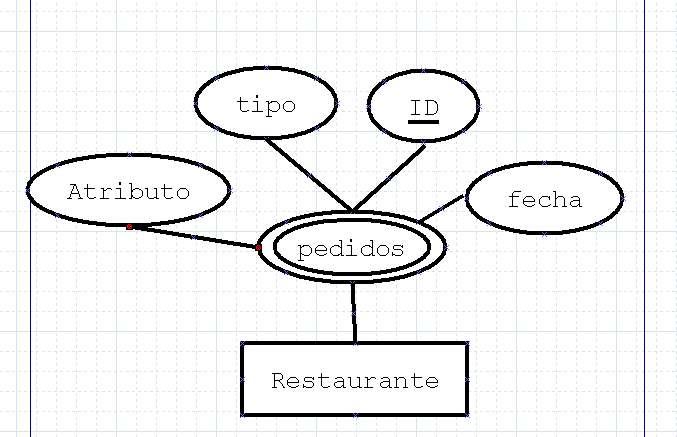 tipo
ID
Atributo
fecha
pedidos
Restaurante